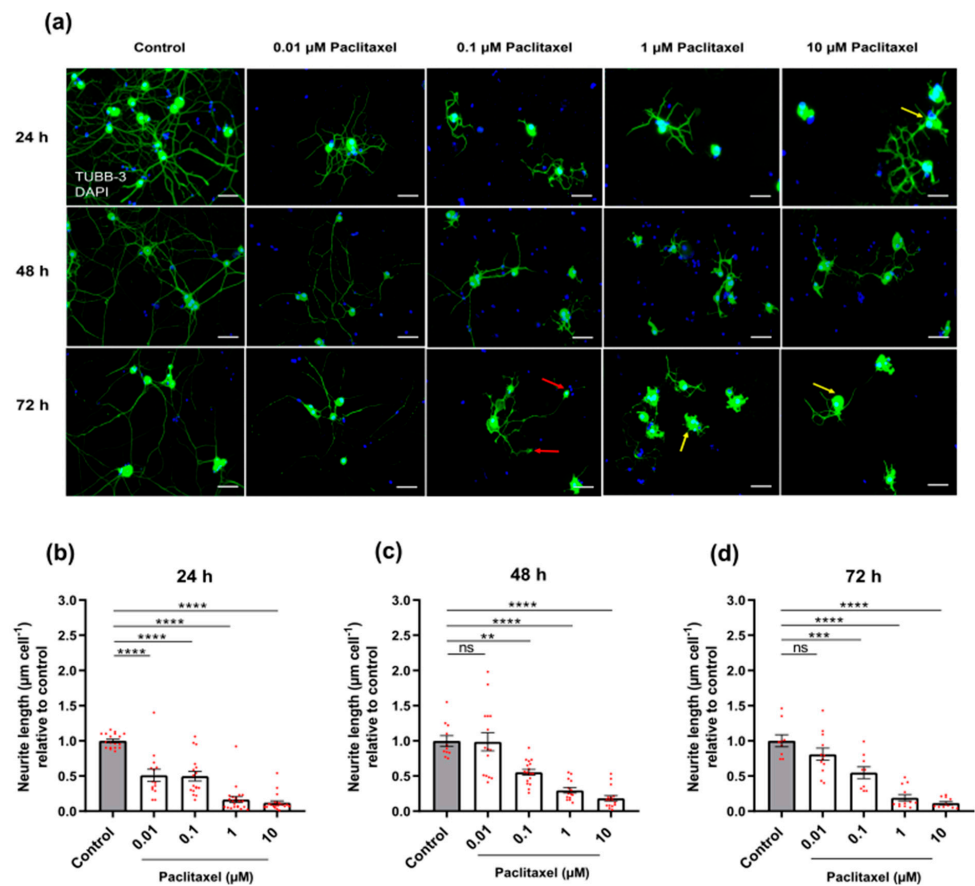 (a)
Control 0.01 µM Paclitaxel 0.1 µM Paclitaxel 1 µM Paclitaxel 10 µM Paclitaxel
24 h
TUBB-3
DAPI
48 h
72 h
(b)
24 h
Neurite length (µm cell⁻¹)
relative to control
3.0
2.5
2.0
1.5
1.0
0.5
0.0
****
****
****
****
Control 0.01 0.1 1 10
Paclitaxel (µM)
(c)
48 h
Neurite length (µm cell⁻¹)
relative to control
3.0
2.5
2.0
1.5
1.0
0.5
0.0
****
****
**
ns
Control 0.01 0.1 1 10
Paclitaxel (µM)
(d)
72 h
Neurite length (µm cell⁻¹)
relative to control
3.0
2.5
2.0
1.5
1.0
0.5
0.0
****
****
***
ns
Control 0.01 0.1 1 10
Paclitaxel (µM)